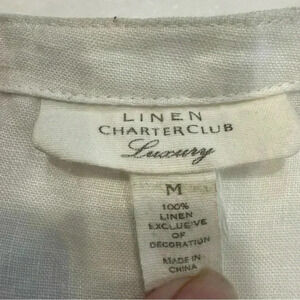 LINEN
CHARTER CLUB
Luxury
M
100%
LINEN
EXCLUSIVE
OF
DECORATION
MADE IN
CHINA